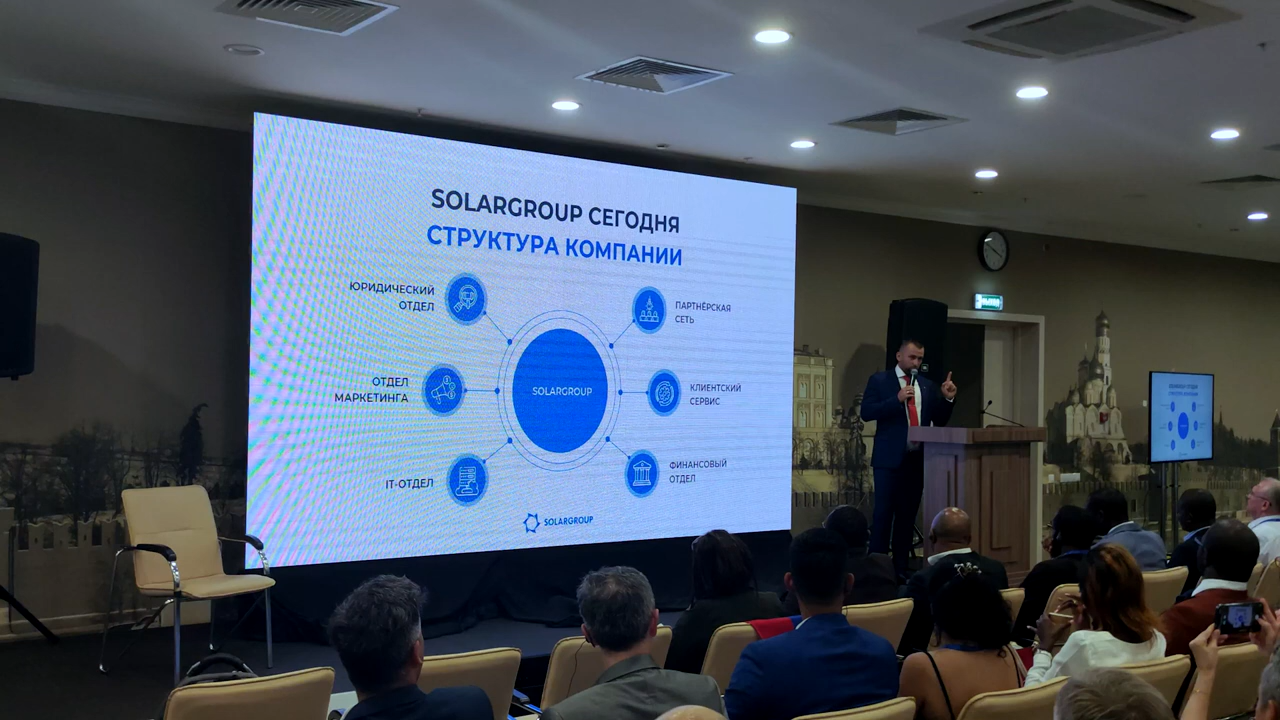 SOLARGROUP СЕГОДНЯ
СТРУКТУРА КОМПАНИИ
ЮРИДИЧЕСКИЙ
ОТДЕЛ
ПАРТНЁРСКАЯ
СЕТЬ
ОТДЕЛ
МАРКЕТИНГА
SOLARGROUP
КЛИЕНТСКИЙ
СЕРВИС
IT-ОТДЕЛ
ФИНАНСОВЫЙ
ОТДЕЛ
SOLARGROUP